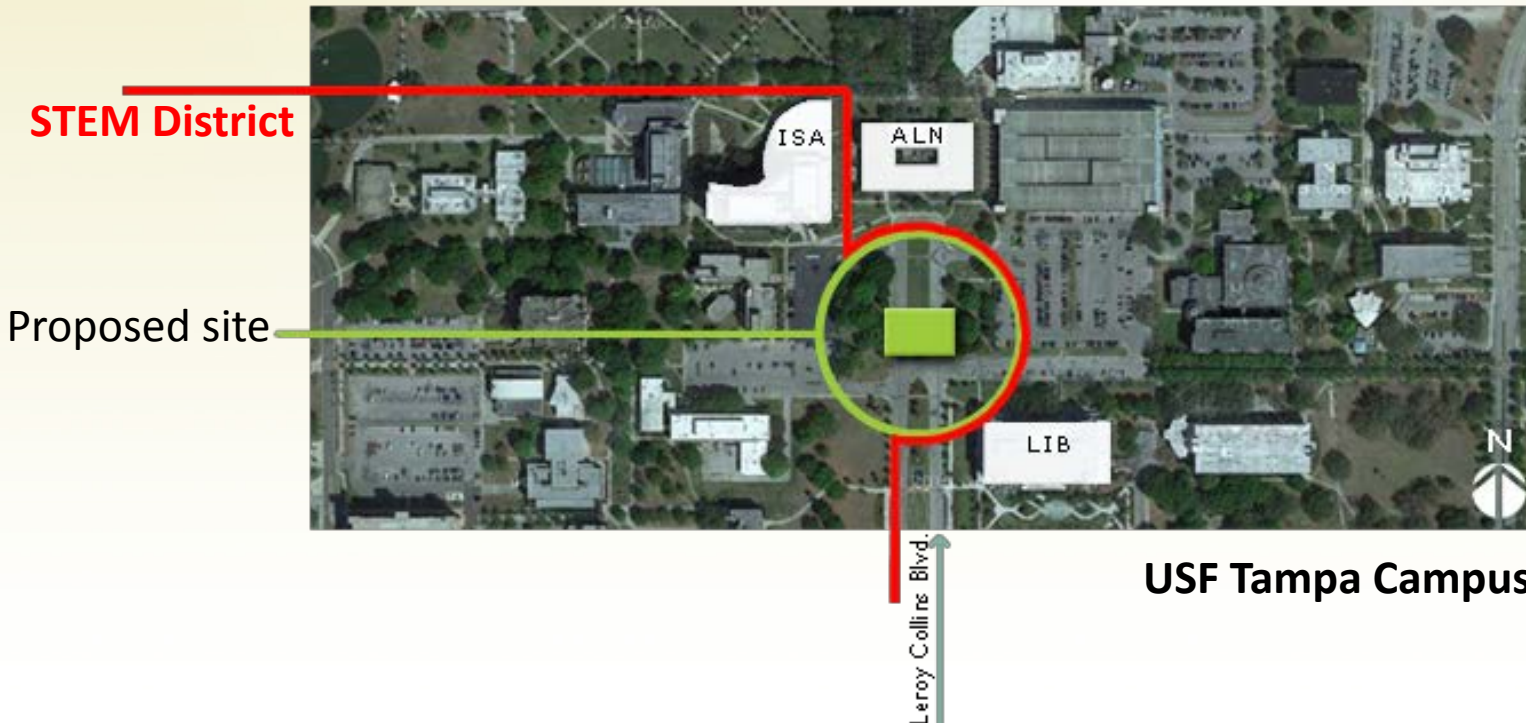 STEM District
ISA
ALN
Proposed site
LIB
N
USF Tampa Campus
Leroy Collins Blvd.